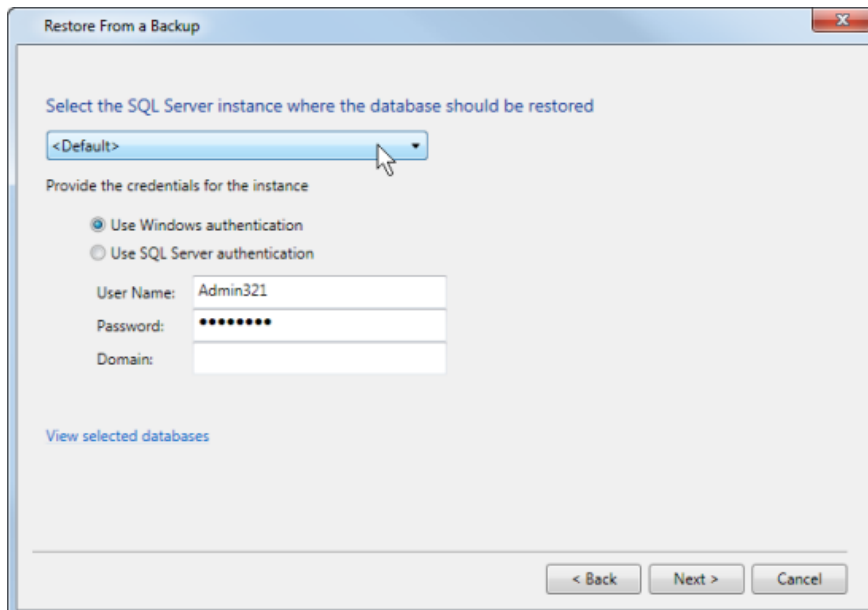 Restore From a Backup
Select the SQL Server instance where the database should be restored
<Default>
Provide the credentials for the instance
Use Windows authentication
Use SQL Server authentication
User Name: Admin321
Password: ••••••••
Domain:
View selected databases
< Back Next > Cancel